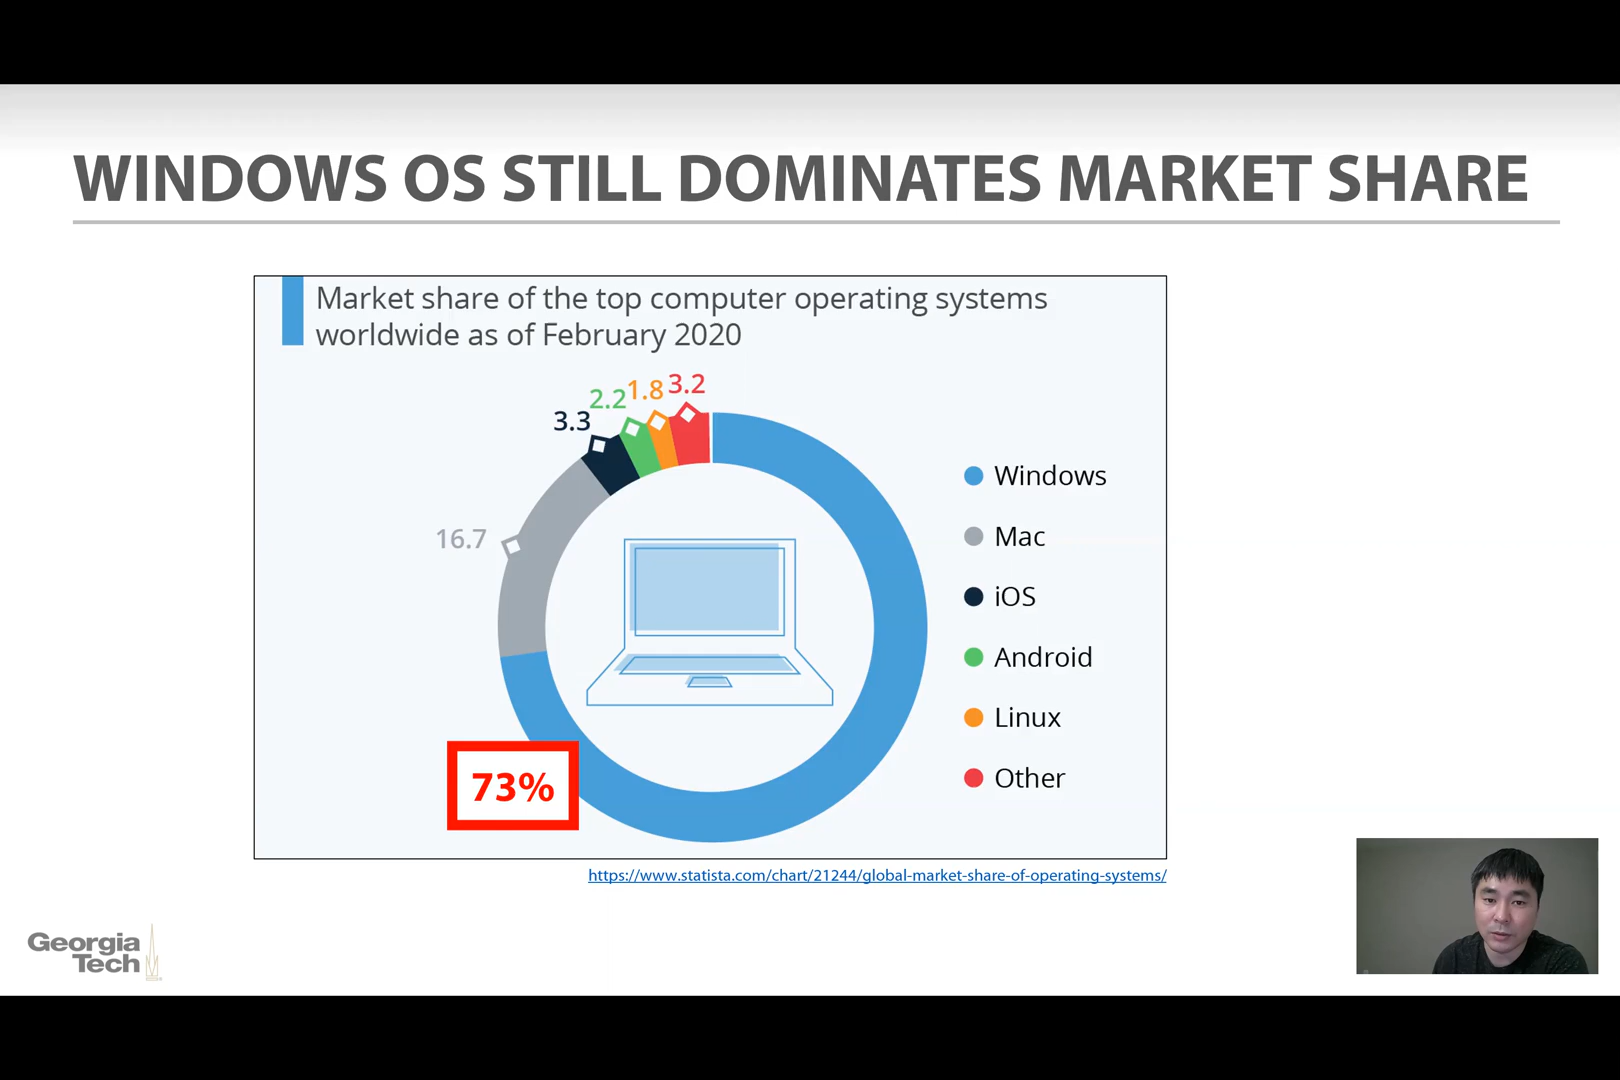 WINDOWS OS STILL DOMINATES MARKET SHARE
Market share of the top computer operating systems
worldwide as of February 2020
3.3
2.2
1.8
3.2
16.7
73%
Windows
Mac
iOS
Android
Linux
Other
https://www.statista.com/chart/21244/global-market-share-of-operating-systems/
Georgia
Tech